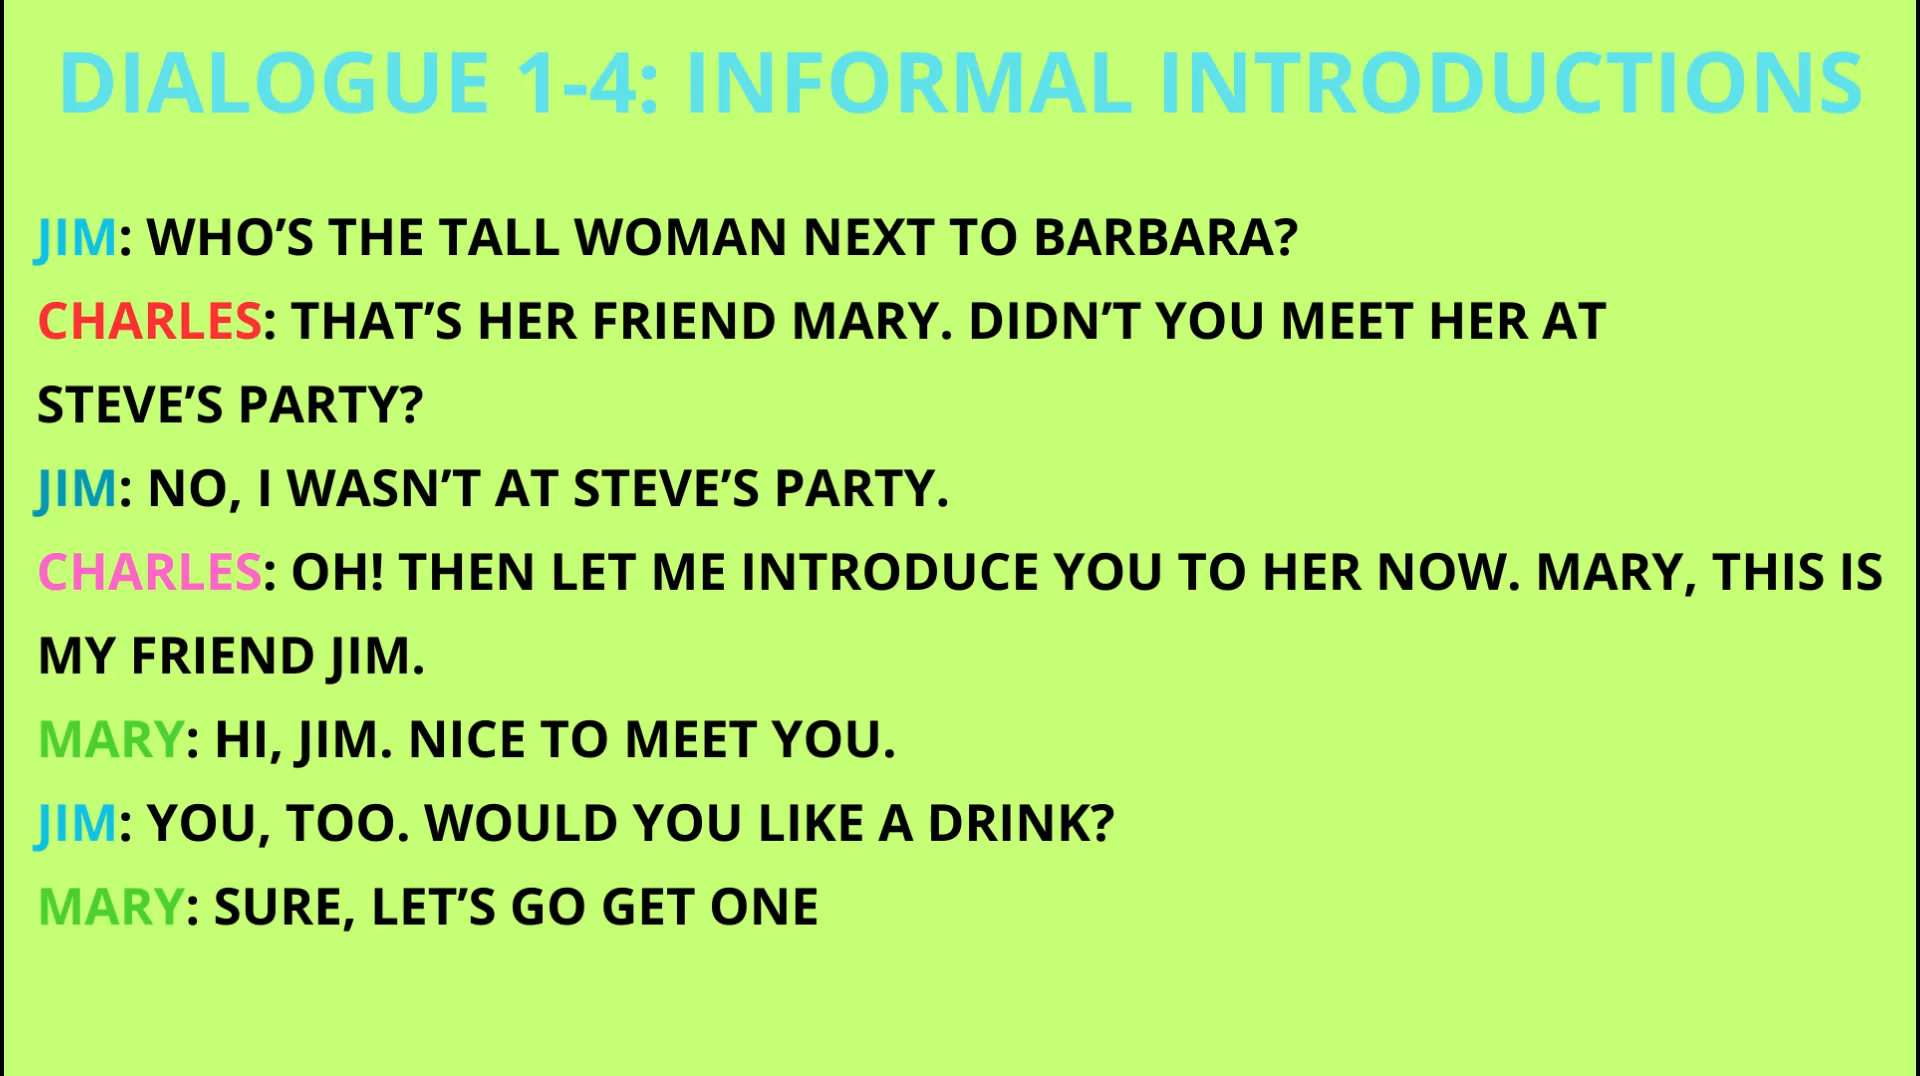 DIALOGUE 1-4: INFORMAL INTRODUCTIONS
JIM: WHO’S THE TALL WOMAN NEXT TO BARBARA?
CHARLES: THAT’S HER FRIEND MARY. DIDN’T YOU MEET HER AT
STEVE’S PARTY?
JIM: NO, I WASN’T AT STEVE’S PARTY.
CHARLES: OH! THEN LET ME INTRODUCE YOU TO HER NOW. MARY, THIS IS
MY FRIEND JIM.
MARY: HI, JIM. NICE TO MEET YOU.
JIM: YOU, TOO. WOULD YOU LIKE A DRINK?
MARY: SURE, LET’S GO GET ONE